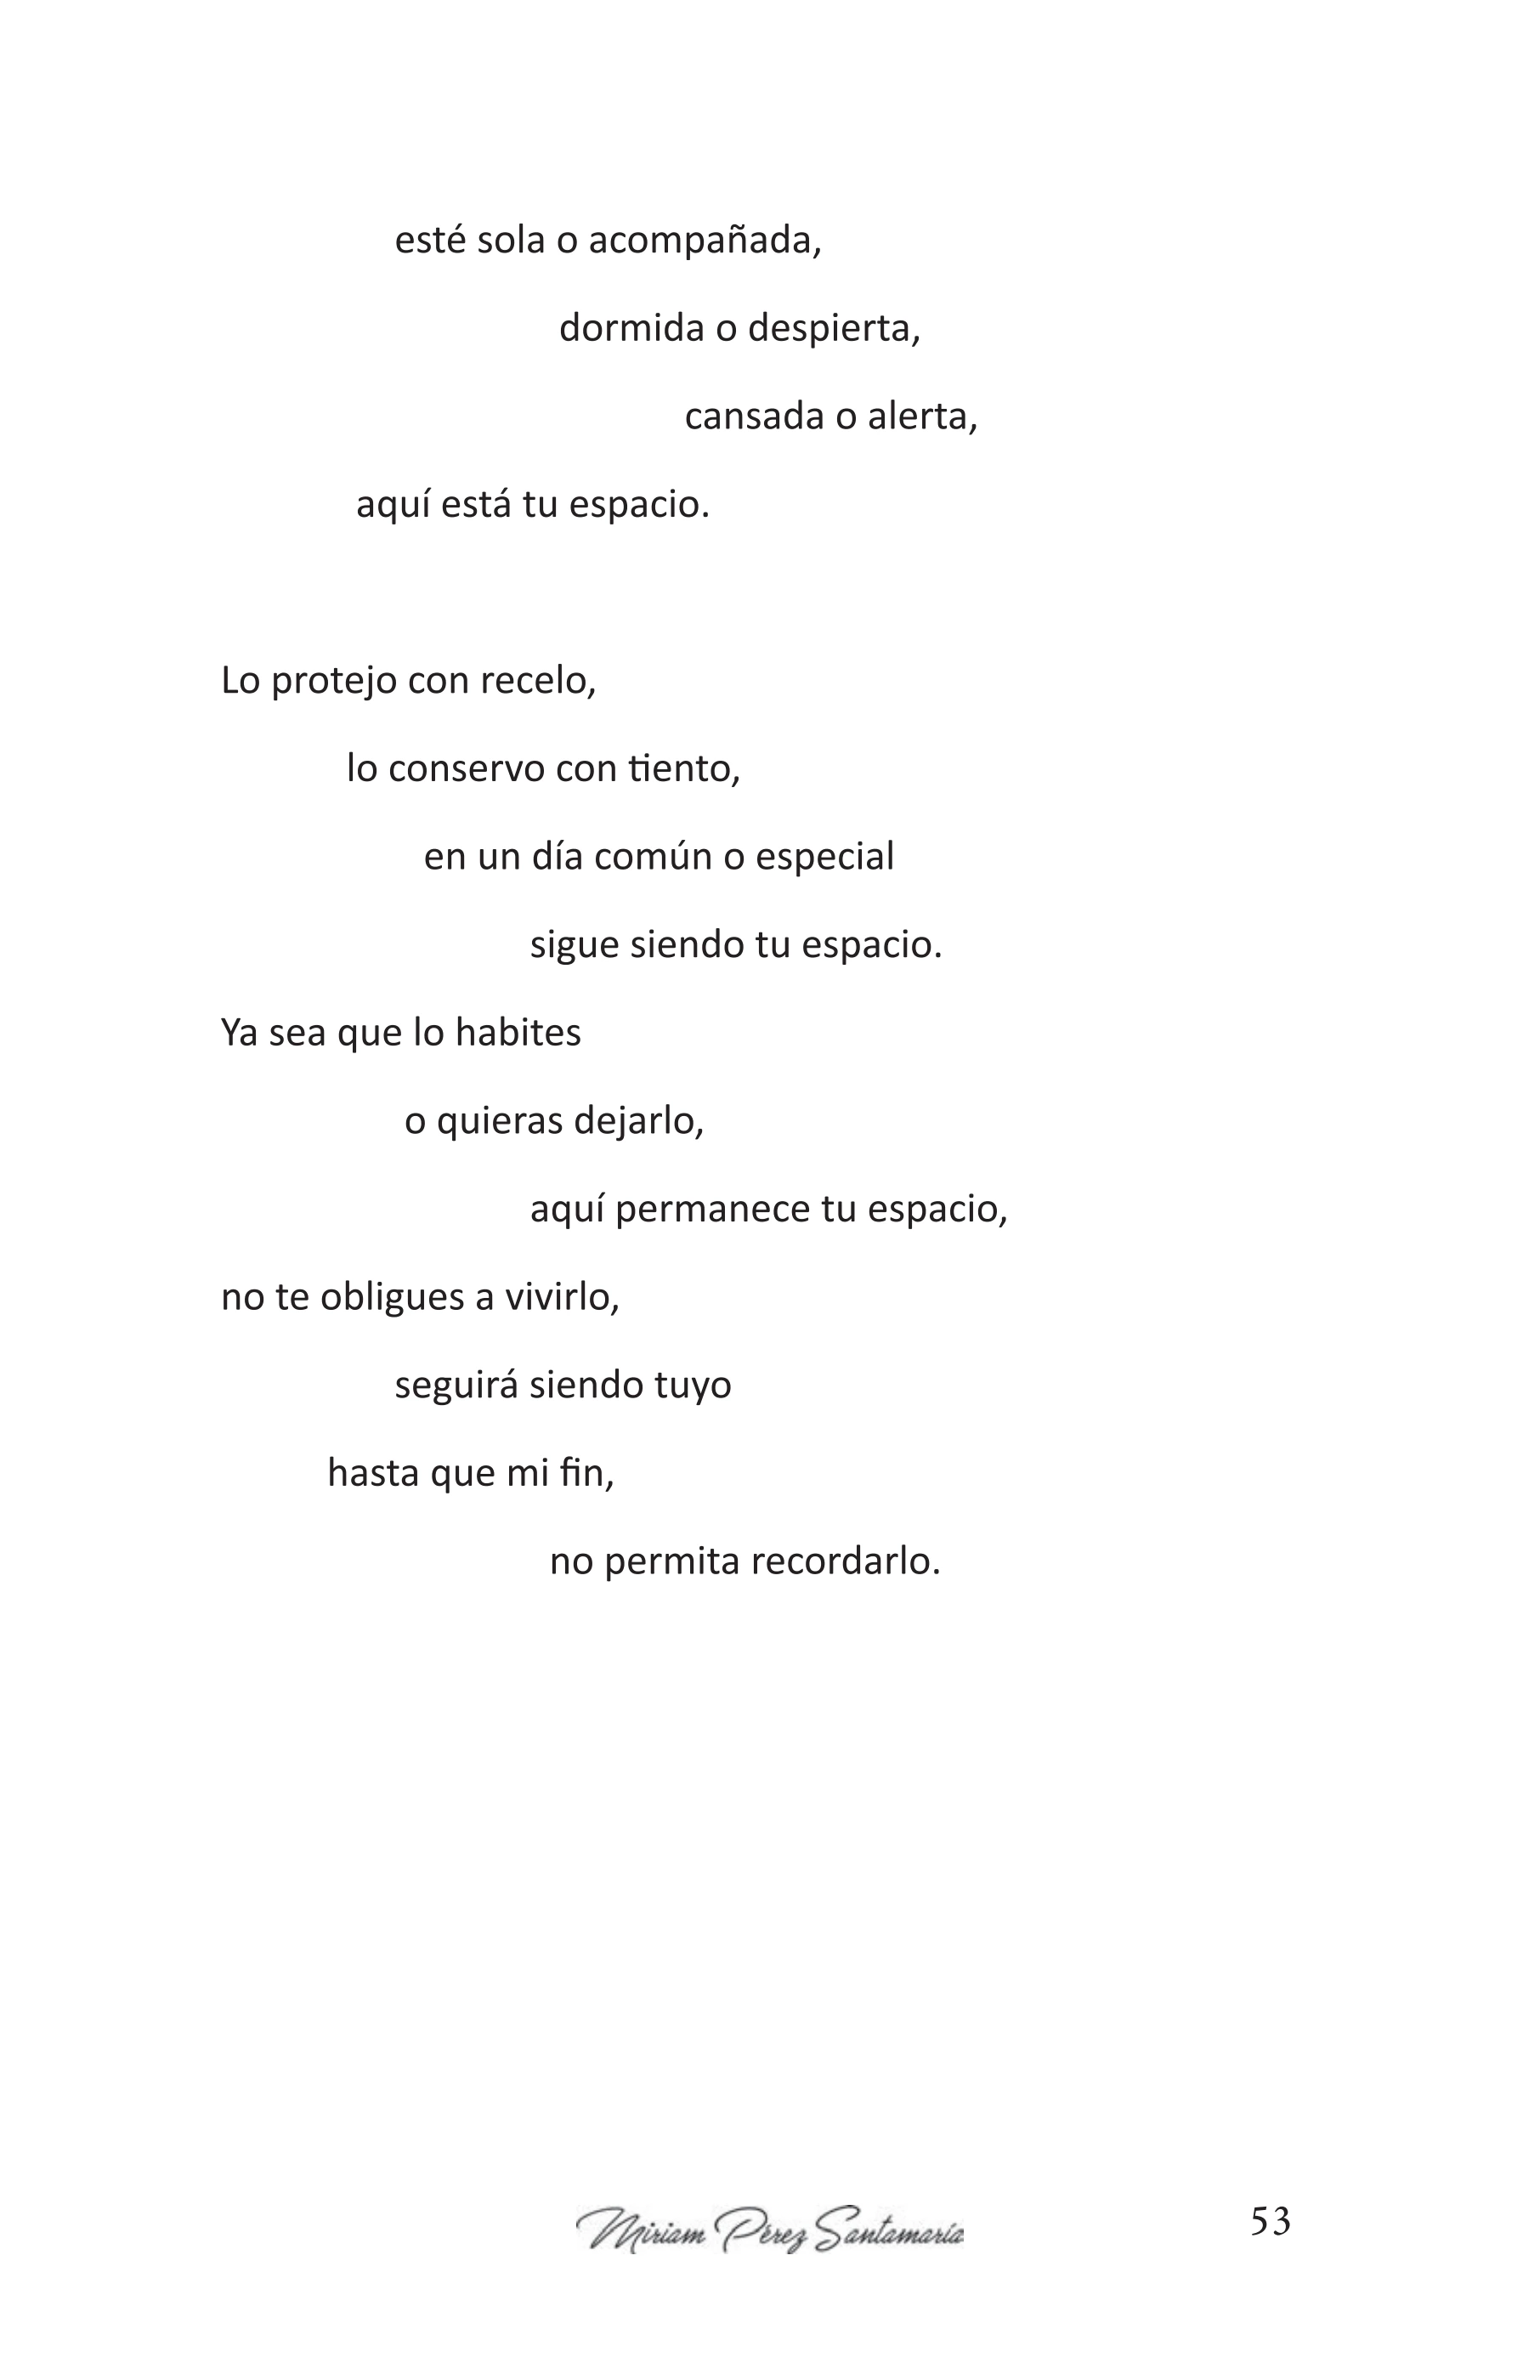 esté sola o acompañada,
dormida o despierta,
cansada o alerta,
aquí está tu espacio.
Lo protejo con recelo,
lo conservo con tiento,
en un día común o especial
sigue siendo tu espacio.
Ya sea que lo habites
o quieras dejarlo,
aquí permanece tu espacio,
no te obligues a vivirlo,
seguirá siendo tuyo
hasta que mi fin,
no permita recordarlo.
Miriam Pérez Santamaría
53